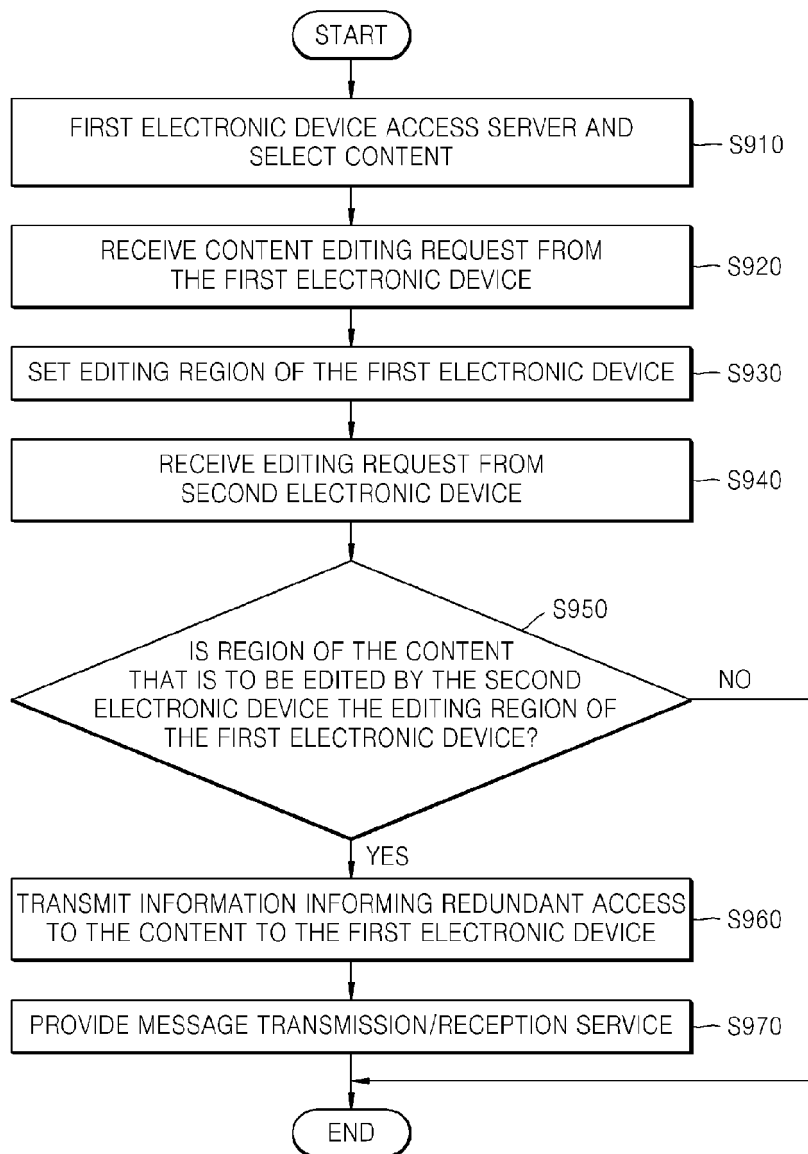 START
FIRST ELECTRONIC DEVICE ACCESS SERVER AND
SELECT CONTENT
S910
RECEIVE CONTENT EDITING REQUEST FROM
THE FIRST ELECTRONIC DEVICE
S920
SET EDITING REGION OF THE FIRST ELECTRONIC DEVICE
S930
RECEIVE EDITING REQUEST FROM
SECOND ELECTRONIC DEVICE
S940
S950
IS REGION OF THE CONTENT
THAT IS TO BE EDITED BY THE SECOND
ELECTRONIC DEVICE THE EDITING REGION OF
THE FIRST ELECTRONIC DEVICE?
NO
YES
TRANSMIT INFORMATION INFORMING REDUNDANT ACCESS
TO THE CONTENT TO THE FIRST ELECTRONIC DEVICE
S960
PROVIDE MESSAGE TRANSMISSION/RECEPTION SERVICE
S970
END